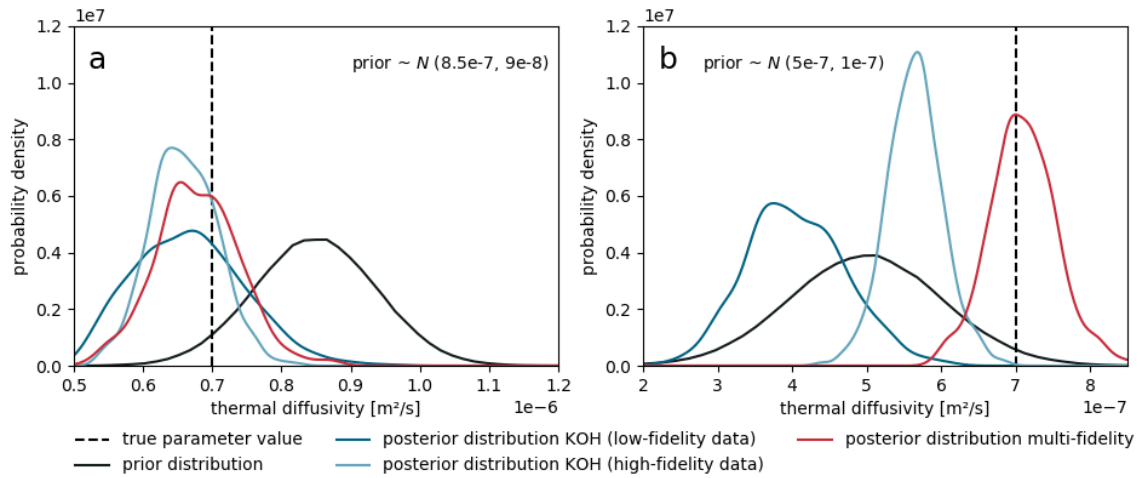 1e7
a
prior ~ N (8.5e-7, 9e-8)
probability density
1.2
1.0
0.8
0.6
0.4
0.2
0.0
0.5 0.6 0.7 0.8 0.9 1.0 1.1 1.2
thermal diffusivity [m²/s]
1e−6
1e7
b
prior ~ N (5e-7, 1e-7)
probability density
1.2
1.0
0.8
0.6
0.4
0.2
0.0
2 3 4 5 6 7 8
thermal diffusivity [m²/s]
1e−7
true parameter value
prior distribution
posterior distribution KOH (low-fidelity data)
posterior distribution KOH (high-fidelity data)
posterior distribution multi-fidelity